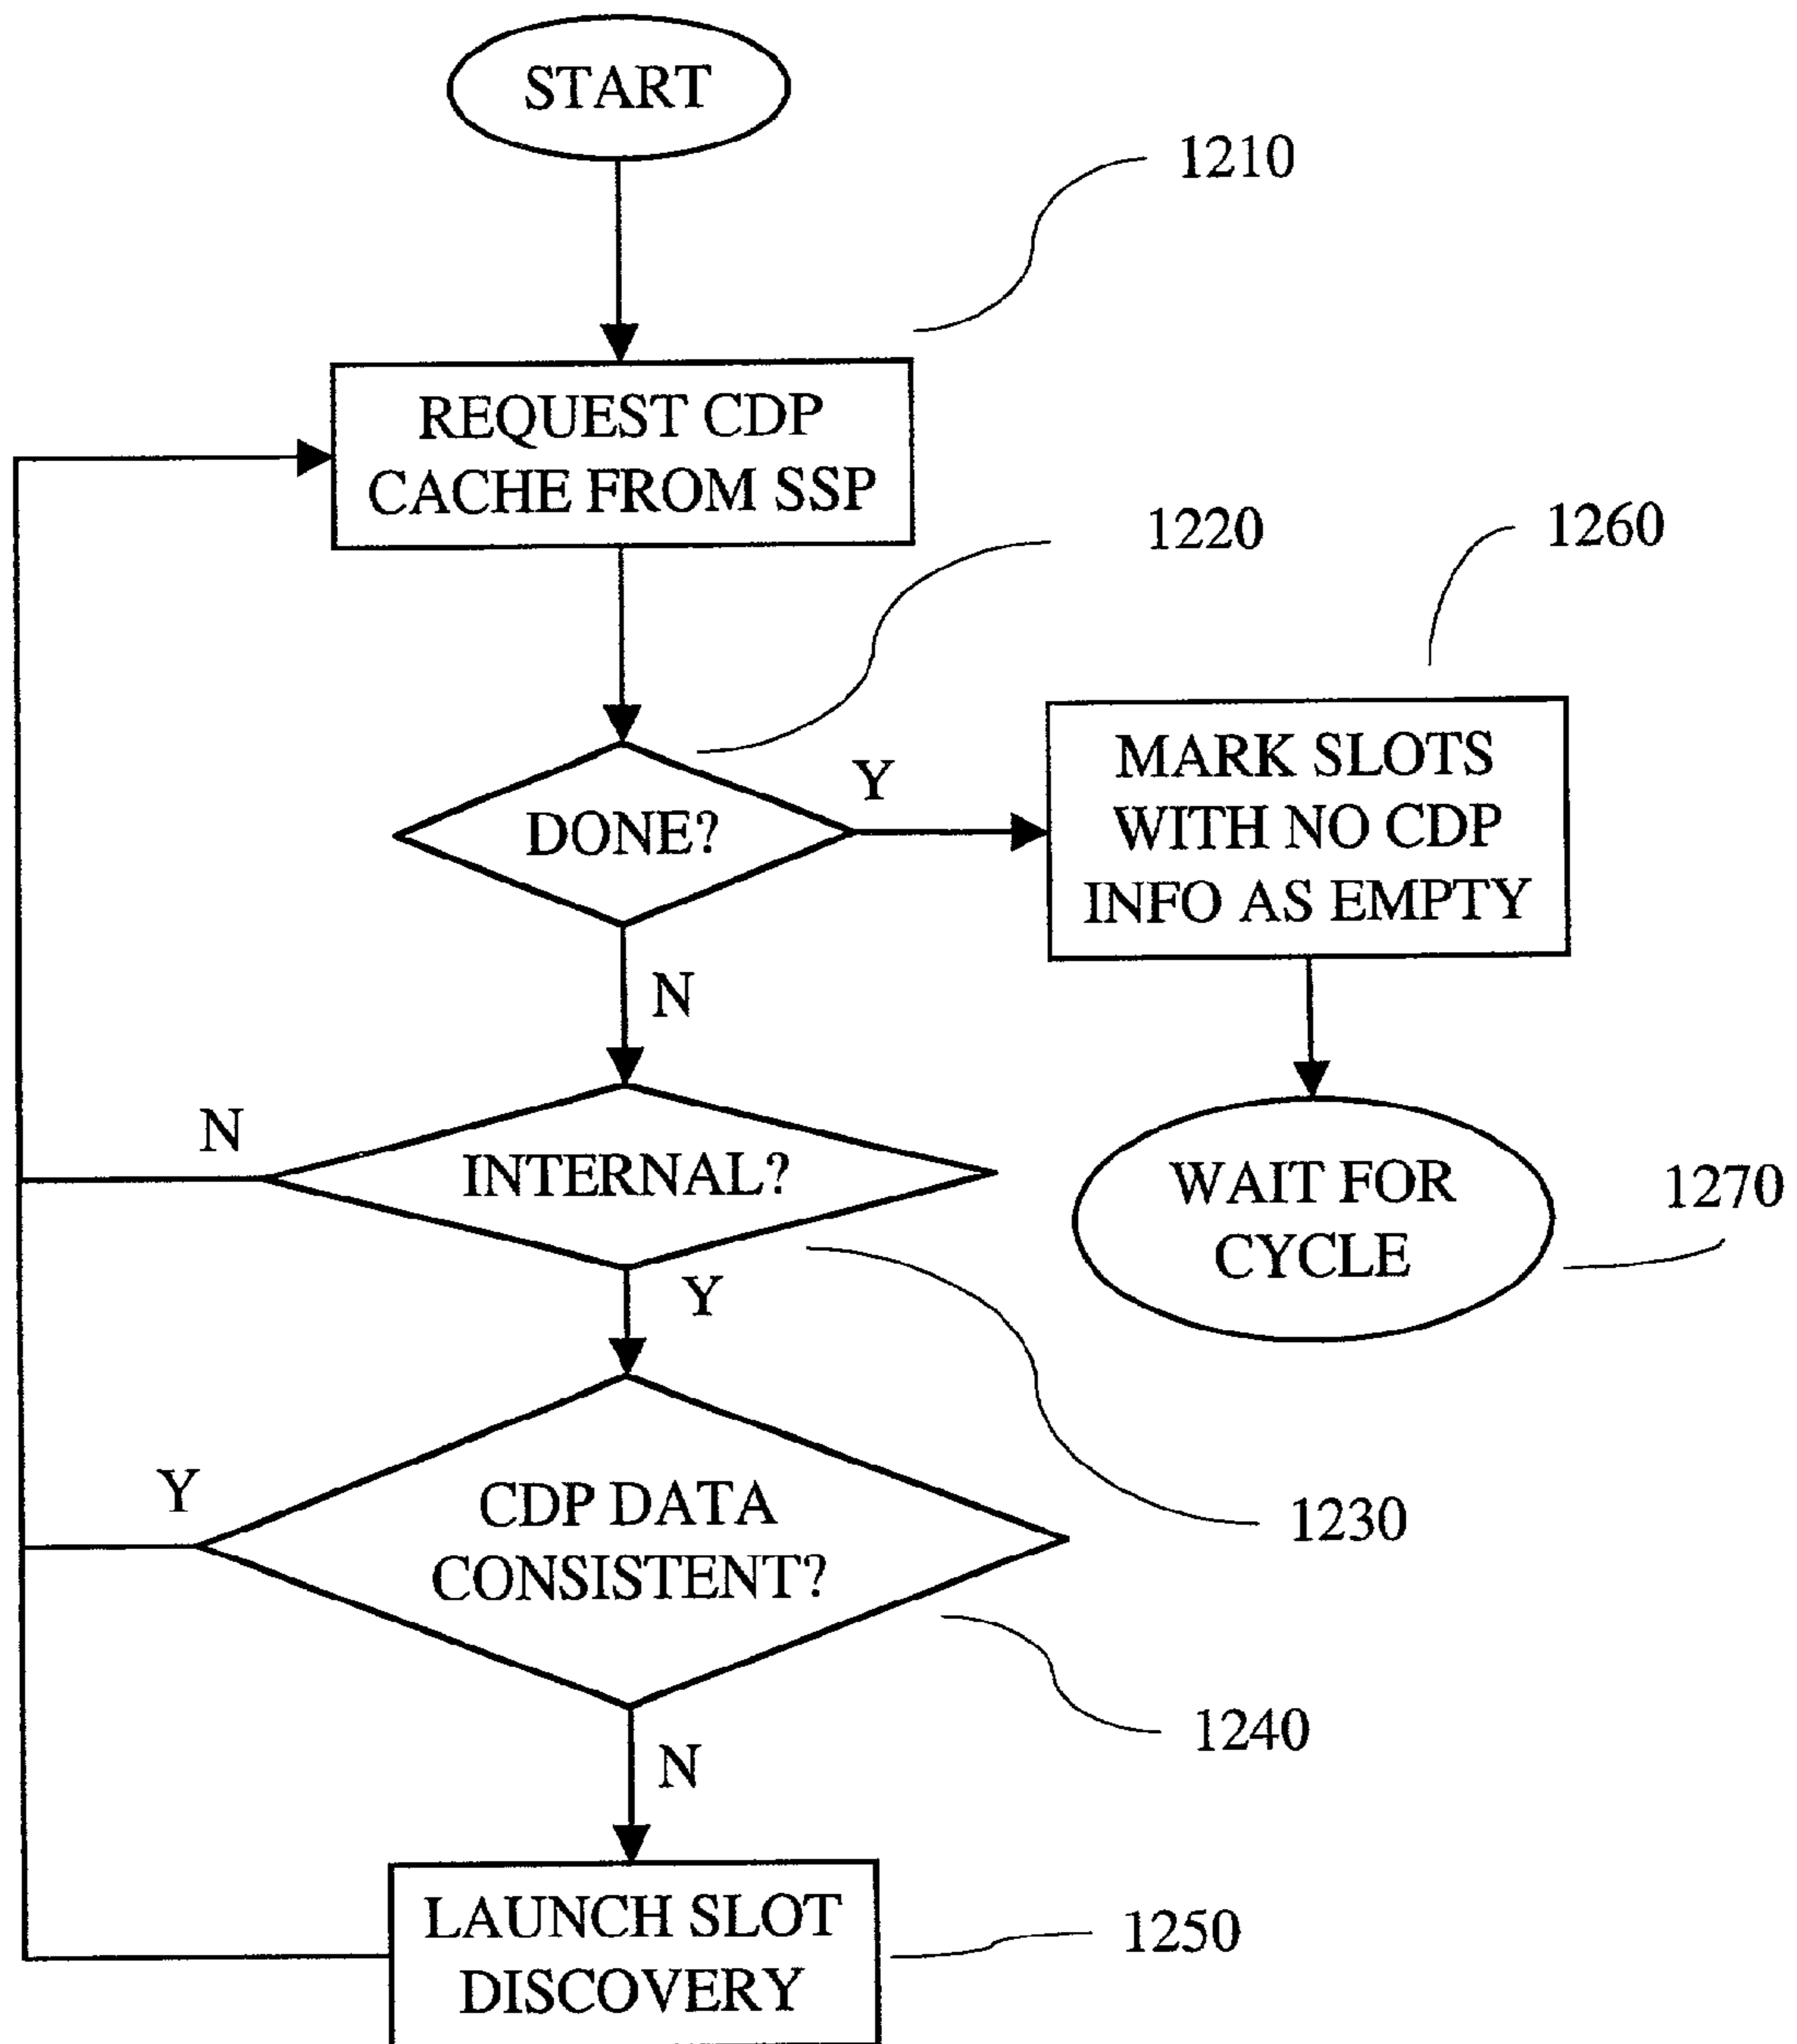 START
1210
REQUEST CDP
CACHE FROM SSP
1220
1260
MARK SLOTS
WITH NO CDP
INFO AS EMPTY
Y
DONE?
N
N
INTERNAL?
WAIT FOR
CYCLE
1270
Y
Y
CDP DATA
CONSISTENT?
1230
1240
N
LAUNCH SLOT
DISCOVERY
1250